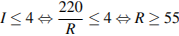 I ≤ 4 ⇔ 220/R ≤ 4 ⇔ R ≥ 55